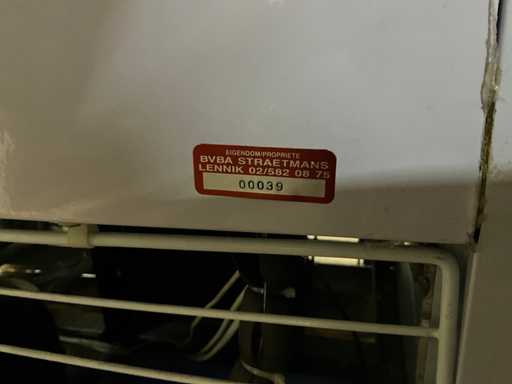 EIGENDOM/PROPRIETE
BVBA STRAETMANS
LENNIK 02/582 08 75
00039